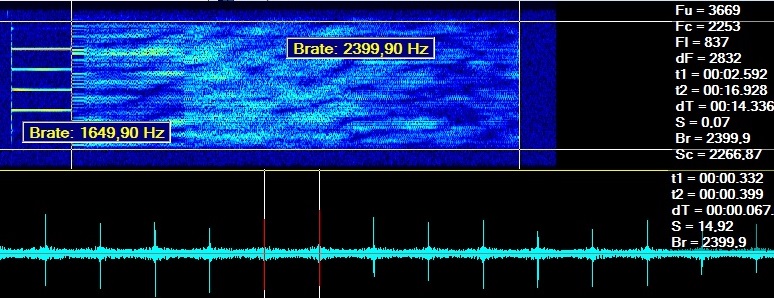 Brate: 2399,90 Hz
Brate: 1649,90 Hz
Fu = 3669
Fc = 2253
Fl = 837
dF = 2832
t1 = 00:02.592
t2 = 00:16.928
dT = 00:14.336
S = 0,07
Br = 2399,9
Sc = 2266,87
t1 = 00:00.332
t2 = 00:00.399
dT = 00:00.067.
S = 14,92
Br = 2399,9